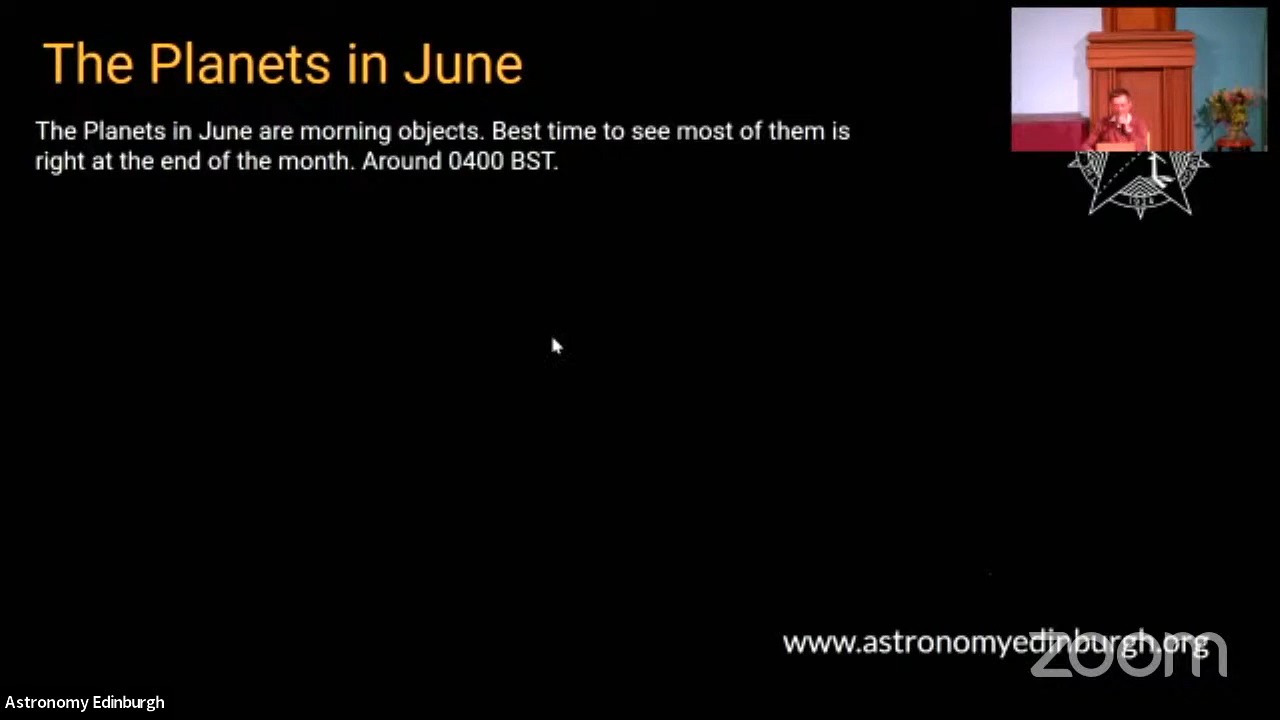 The Planets in June
The Planets in June are morning objects. Best time to see most of them is
right at the end of the month. Around 0400 BST.
1924
www.astronomyedinburgh.org
zoom
Astronomy Edinburgh